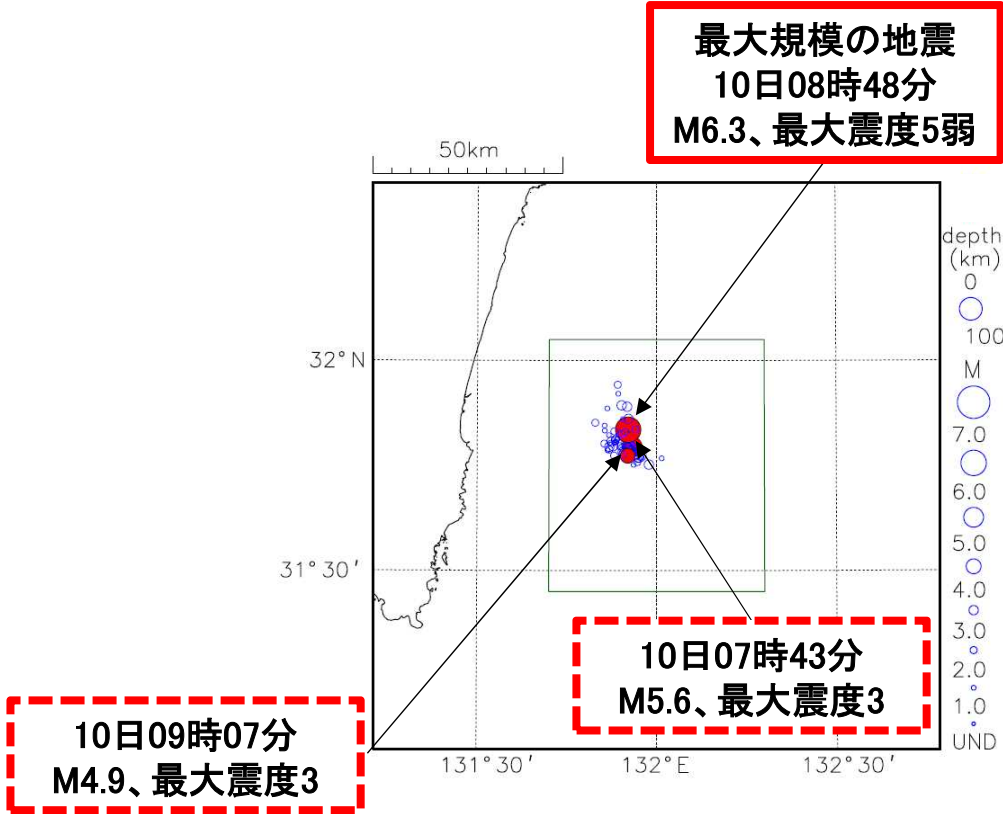 最大規模の地震
10日08時48分
M6.3、最大震度5弱
50km
depth
(km)
0
100
M
7.0
6.0
5.0
4.0
3.0
2.0
1.0
UND
32°N
31°30′
131°30′
132°E
132°30′
10日07時43分
M5.6、最大震度3
10日09時07分
M4.9、最大震度3